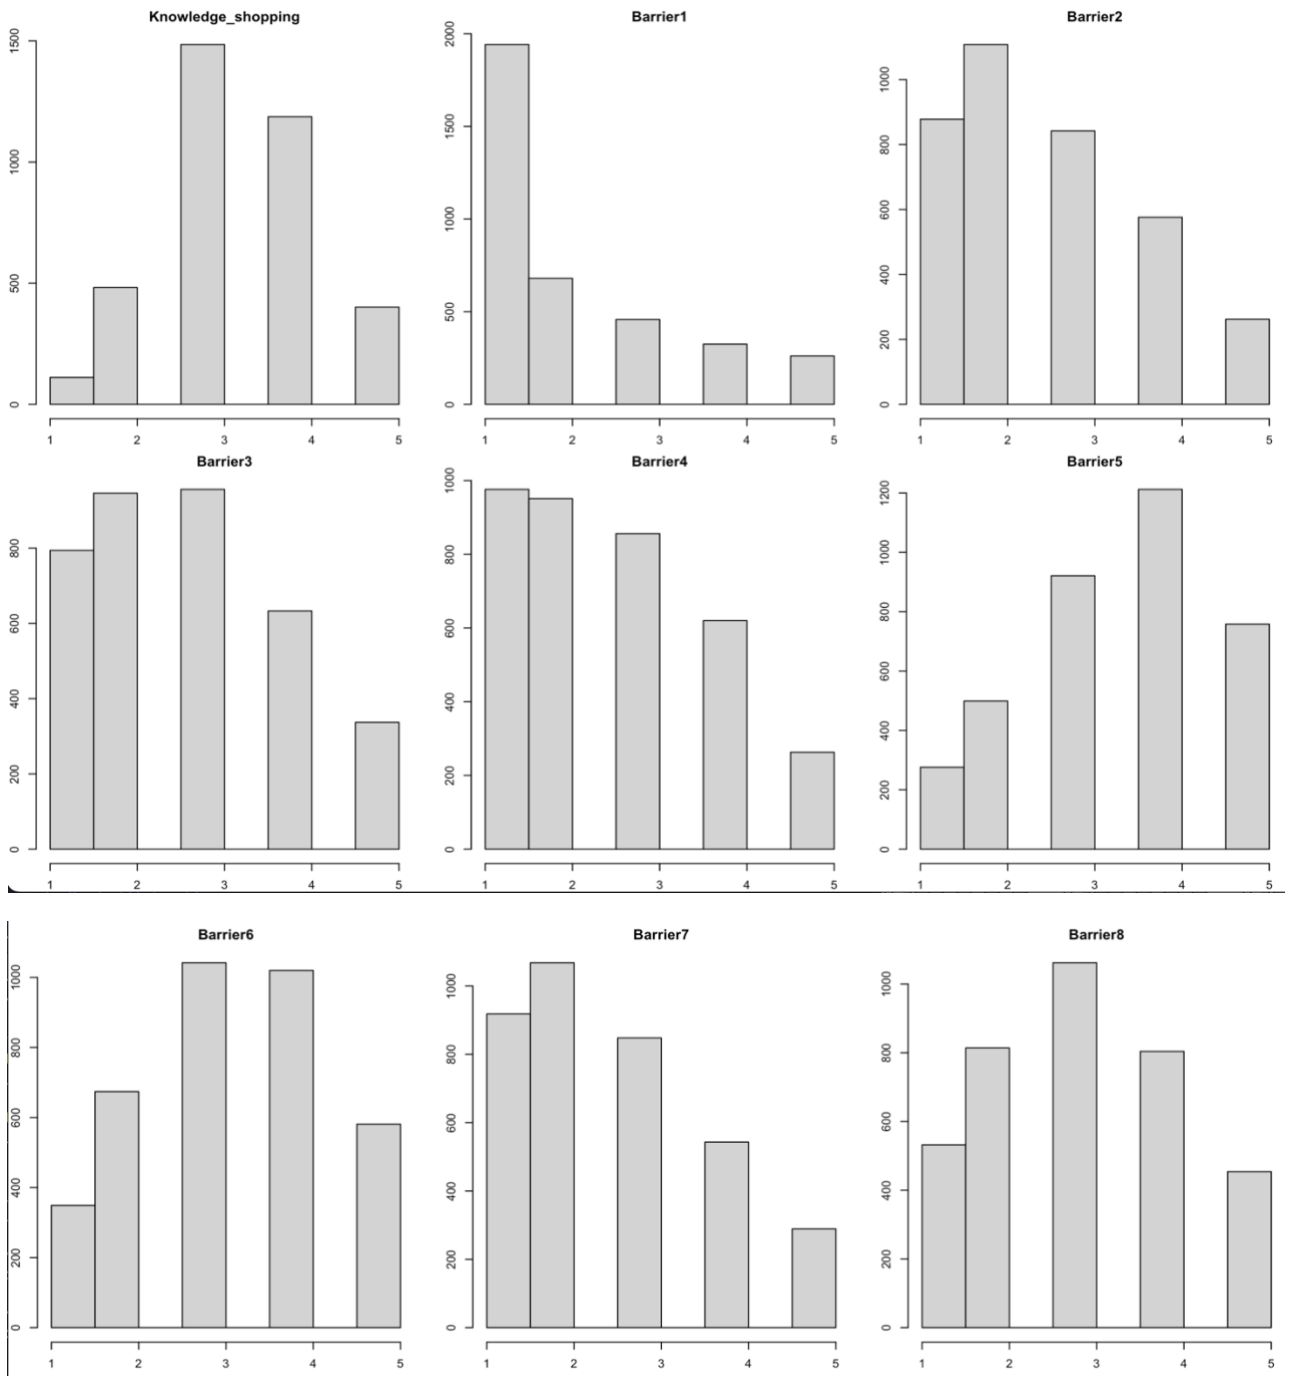 Knowledge_shopping
0 500 1000 1500
1 2 3 4 5
Barrier1
0 500 1000 1500 2000
1 2 3 4 5
Barrier2
0 200 400 600 800 1000
1 2 3 4 5
Barrier3
0 200 400 600 800
1 2 3 4 5
Barrier4
0 200 400 600 800 1000
1 2 3 4 5
Barrier5
0 200 400 600 800 1000 1200
1 2 3 4 5
Barrier6
0 200 400 600 800 1000
1 2 3 4 5
Barrier7
0 200 400 600 800 1000
1 2 3 4 5
Barrier8
0 200 400 600 800 1000
1 2 3 4 5